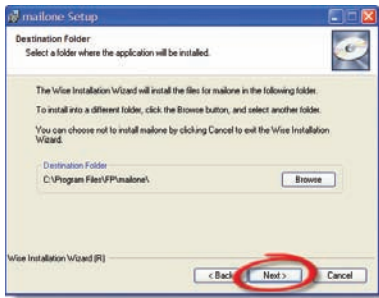 mailone Setup
Destination Folder
Select a folder where the application will be installed.
The Wise Installation Wizard will install the files for mailone in the following folder.
To install into a different folder, click the Browse button, and select another folder.
You can choose not to install mailone by clicking Cancel to exit the Wise Installation
Wizard.
Destination Folder
C:\Program Files\FP\mailone\
Browse
Wise Installation Wizard (R)
< Back
Next >
Cancel